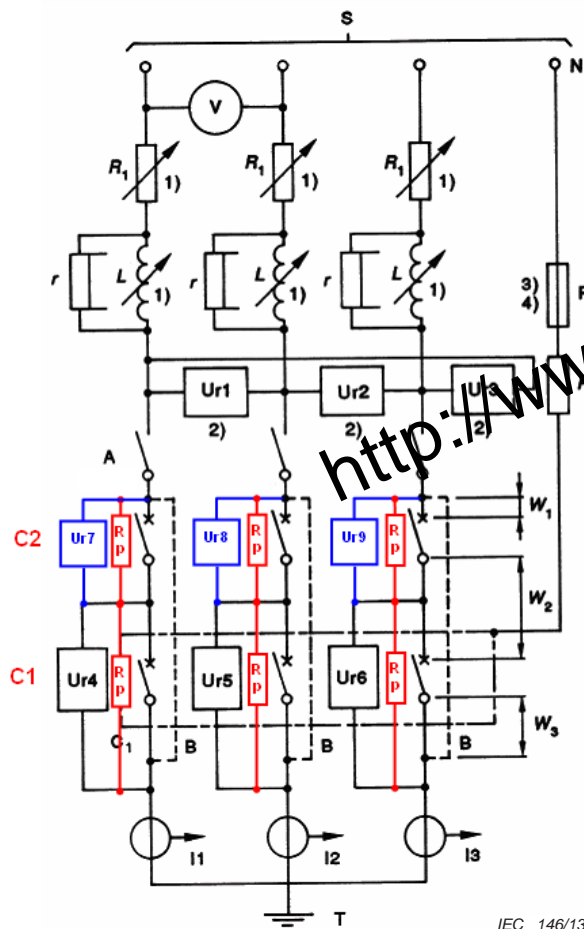 S
N
V
R1 1) R1 1) R1 1)
3)
4)
r L 1) r L 1) r L 1)
Ur1 Ur2 Ur3
2) 2) 2)
http://ww
A
W1
C2 Ur7 Rp Ur8 Rp Ur9 Rp
W2
C1 Ur4 Rp Ur5 Rp Ur6 Rp
C1 B B B W3
I1 I2 I3
T
IEC 146/13